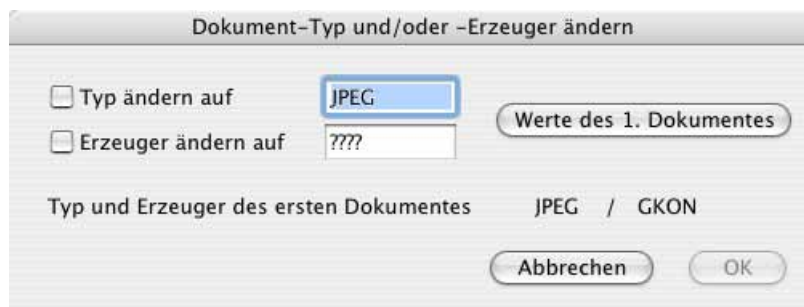 Dokument-Typ und/oder -Erzeuger ändern
Typ ändern auf JPEG
Erzeuger ändern auf ????
Werte des 1. Dokumentes
Typ und Erzeuger des ersten Dokumentes JPEG / GKON
Abbrechen OK